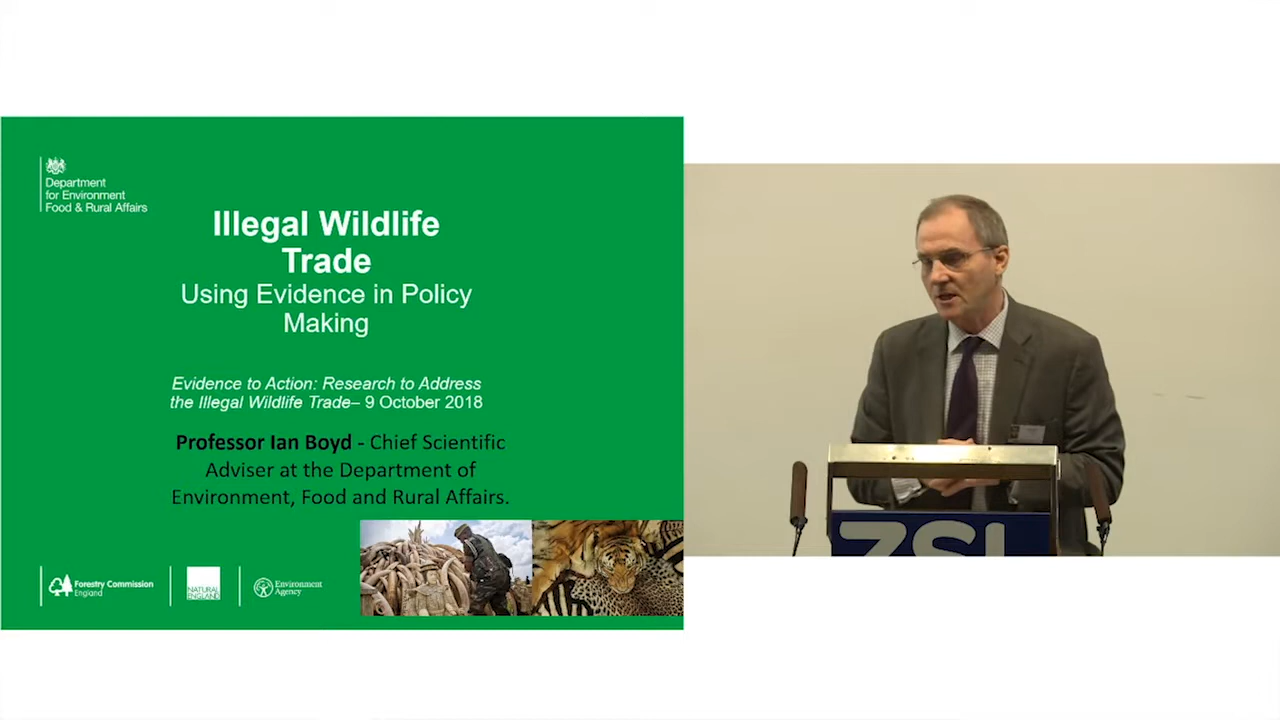 Department
for Environment
Food & Rural Affairs
Illegal Wildlife
Trade
Using Evidence in Policy
Making
Evidence to Action: Research to Address
the Illegal Wildlife Trade– 9 October 2018
Professor Ian Boyd - Chief Scientific
Adviser at the Department of
Environment, Food and Rural Affairs.
Forestry Commission
England
NATURAL
ENGLAND
Environment
Agency
ZSL